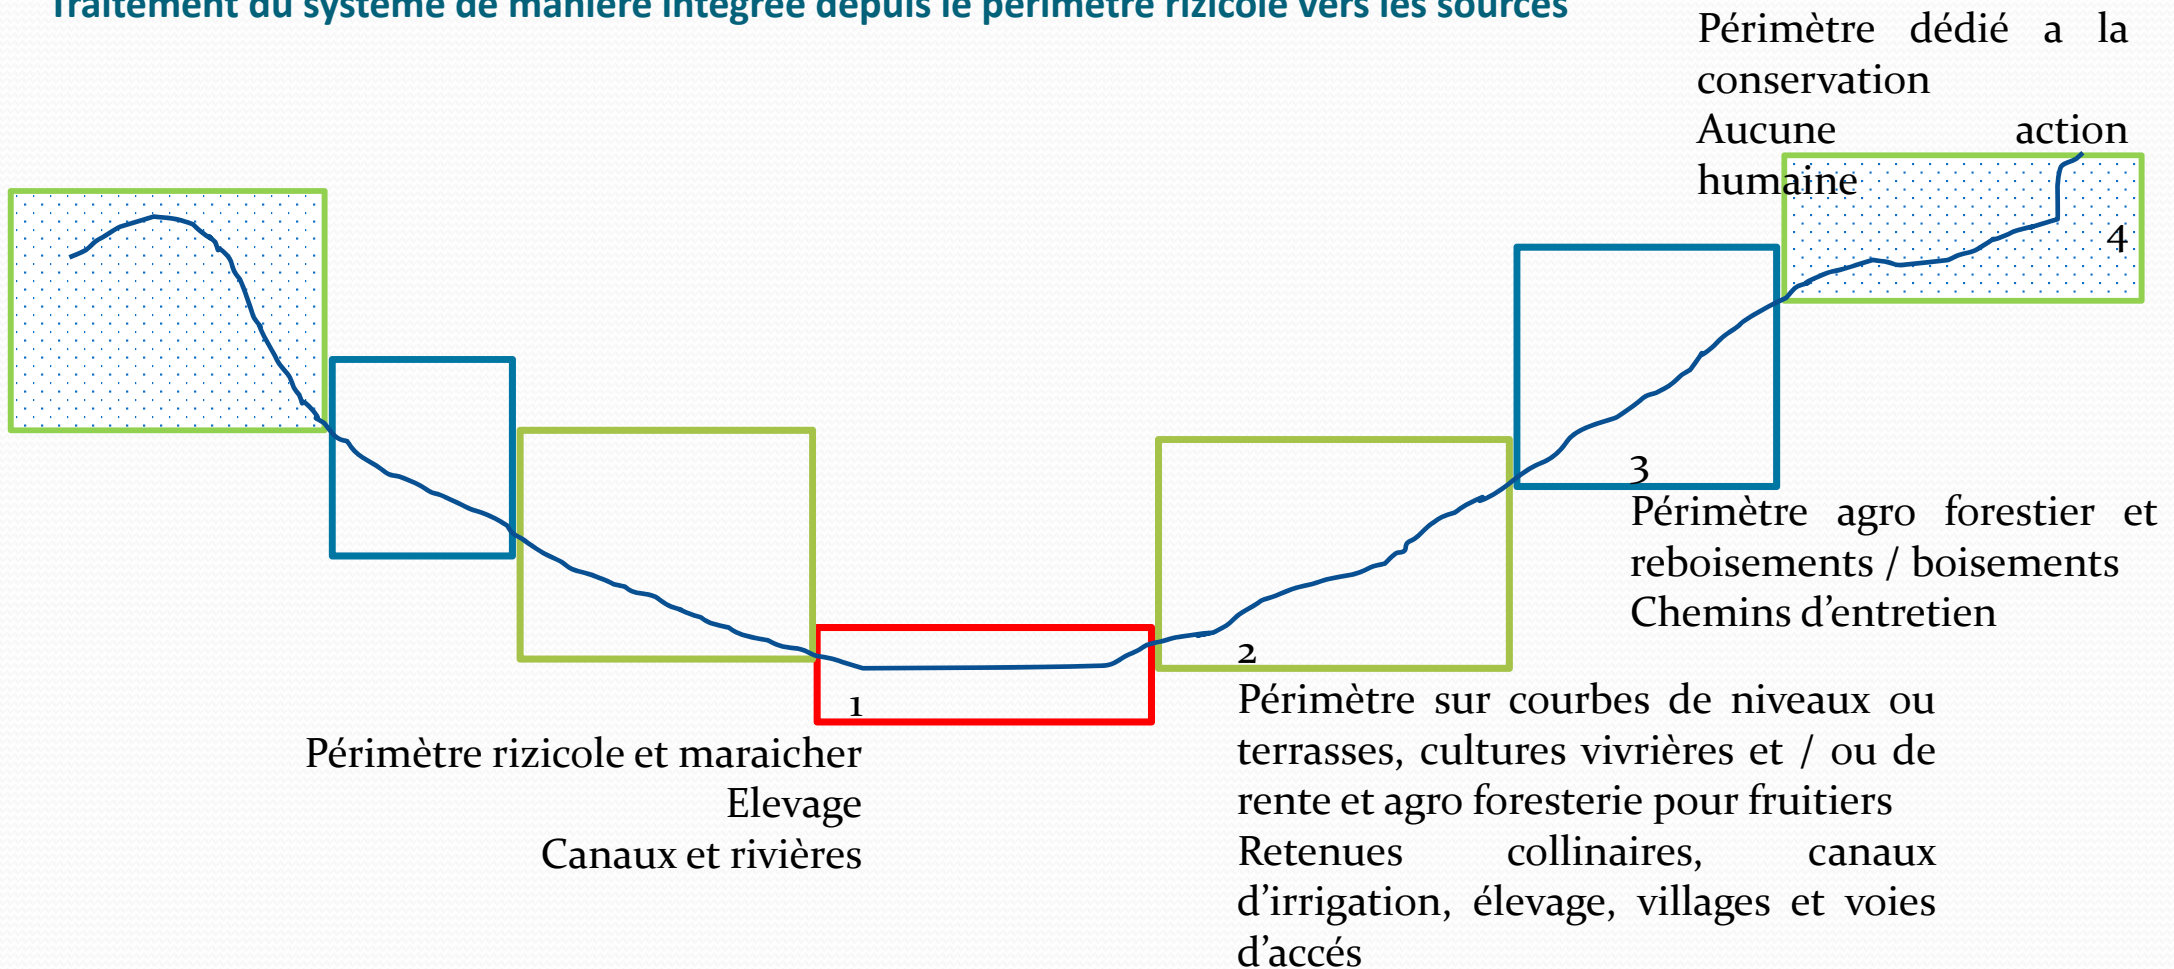 Traitement du système de manière intégrée depuis le périmètre rizicole vers les sources
Périmètre dédié a la
conservation
Aucune action
humaine
4
3
Périmètre agro forestier et
reboisements / boisements
Chemins d’entretien
2
Périmètre sur courbes de niveaux ou
terrasses, cultures vivrières et / ou de
rente et agro foresterie pour fruitiers
Retenues collinaires, canaux
d’irrigation, élevage, villages et voies
d’accés
1
Périmètre rizicole et maraicher
Elevage
Canaux et rivières